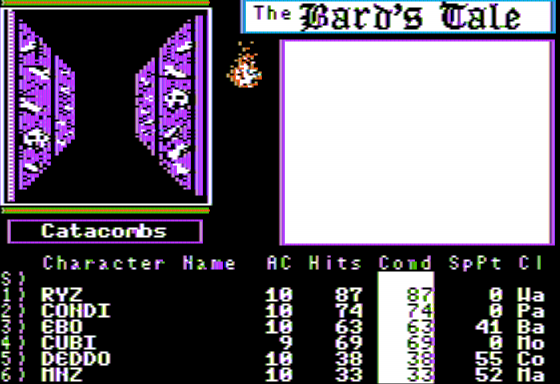 The Bard's Tale
Catacombs
Character Name AC Hits Cond SpPt Cl
S)
1) RYZ 10 87 87 0 Wa
2) CONDI 10 74 74 0 Pa
3) EBO 10 63 63 41 Ba
4) CUBI 9 69 69 0 Mo
5) DEDDO 10 38 38 55 Co
6) MNZ 10 33 33 52 Ma